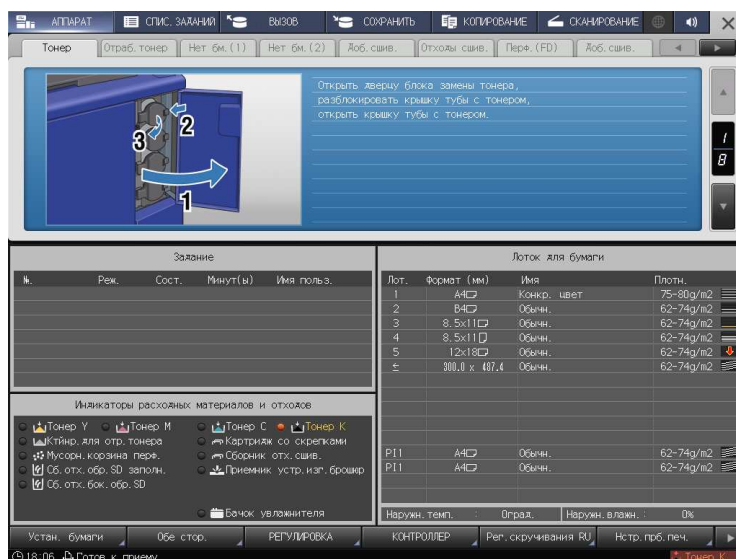 АППАРАТ СПИС. ЗАДАНИЙ ВЫЗОВ СОХРАНИТЬ КОПИРОВАНИЕ СКАНИРОВАНИЕ
Тонер Отраб. тонер Нет бм. (1) Нет бм. (2) Доб. сшив. Отходы сшив. Перф. (FD) Доб. сшив.
Открыть дверцу блока замены тонера,
разблокировать крышку тубы с тонером,
открыть крышку тубы с тонером.
3 2
1
1
8
Задание
№. Реж. Сост. Минут(ы) Имя польз.
Лоток для бумаги
Лот. Формат (мм) Имя Плотн.
1 A4 Конкр. цвет 75-80g/m2
2 B4 Обычн. 62-74g/m2
3 8.5x11 Обычн. 62-74g/m2
4 8.5x11 Обычн. 62-74g/m2
5 12x18 Обычн. 62-74g/m2
300.0 x 487.4 Обычн. 62-74g/m2
PI1 A4 Обычн. 62-74g/m2
PI1 A4 Обычн. 62-74g/m2
Наружн. темп. : 0град. Наружн. влажн. : 0%
Индикаторы расходных материалов и отходов
Тонер Y Тонер M Тонер C Тонер K
Ктйнр. для отр. тонера Картридж со скрепками
Мусорн. корзина перф. Сборник отх. сшив.
Сб. отх. обр. SD заполн. Приемник устр. изг. брошюр
Сб. отх. бок. обр. SD
Бачок увлажнителя
Устан. бумаги Обе стор. РЕГУЛИРОВКА КОНТРОЛЛЕР Рег. скручивания RU Нстр. прб. печ.
18:06 Готов к приему Тонер K